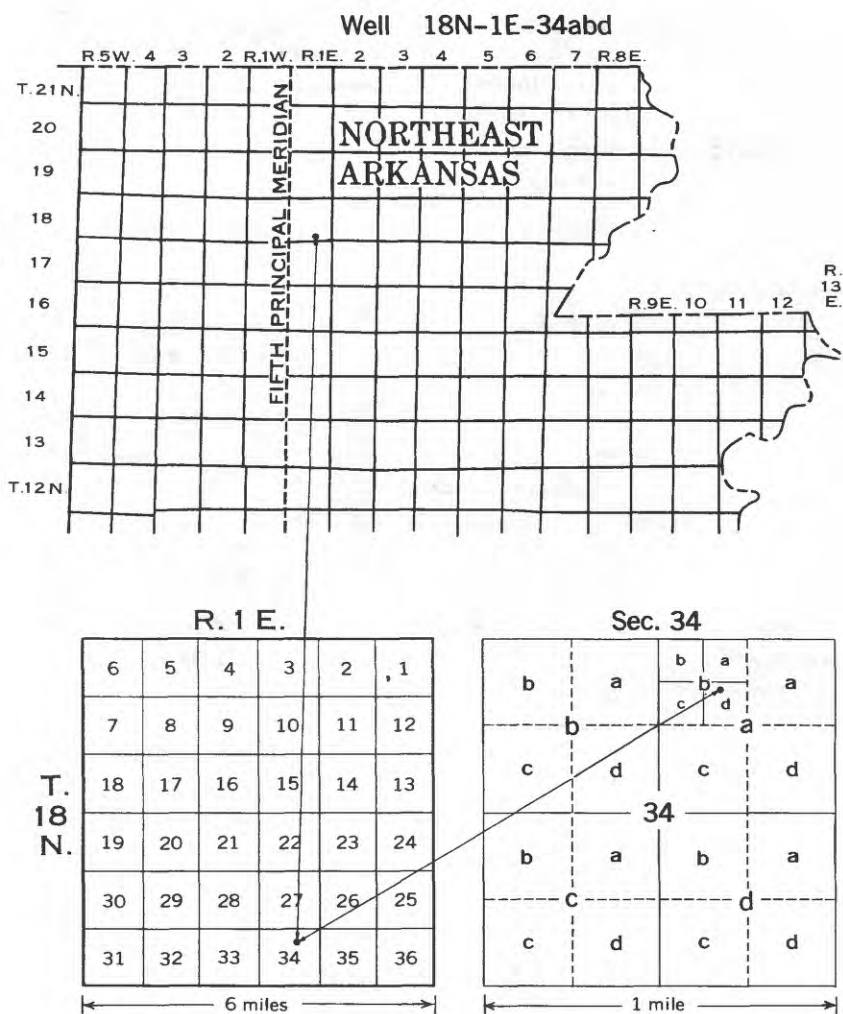 Well 18N-1E-34abd
R.5W. 4 3 2 R.1W. R.1E. 2 3 4 5 6 7 R.8E.
T.21N.
20
19
18
17
16
15
14
13
T.12N.
FIFTH PRINCIPAL MERIDIAN
NORTHEAST
ARKANSAS
R.9E. 10 11 12
R.
13
E.
R. 1 E.
T.
18
N.
6 5 4 3 2 1
7 8 9 10 11 12
18 17 16 15 14 13
19 20 21 22 23 24
30 29 28 27 26 25
31 32 33 34 35 36
6 miles
Sec. 34
b a
b a b a
c d
b a
c d c d
34
b a b a
c d
c d c d
1 mile